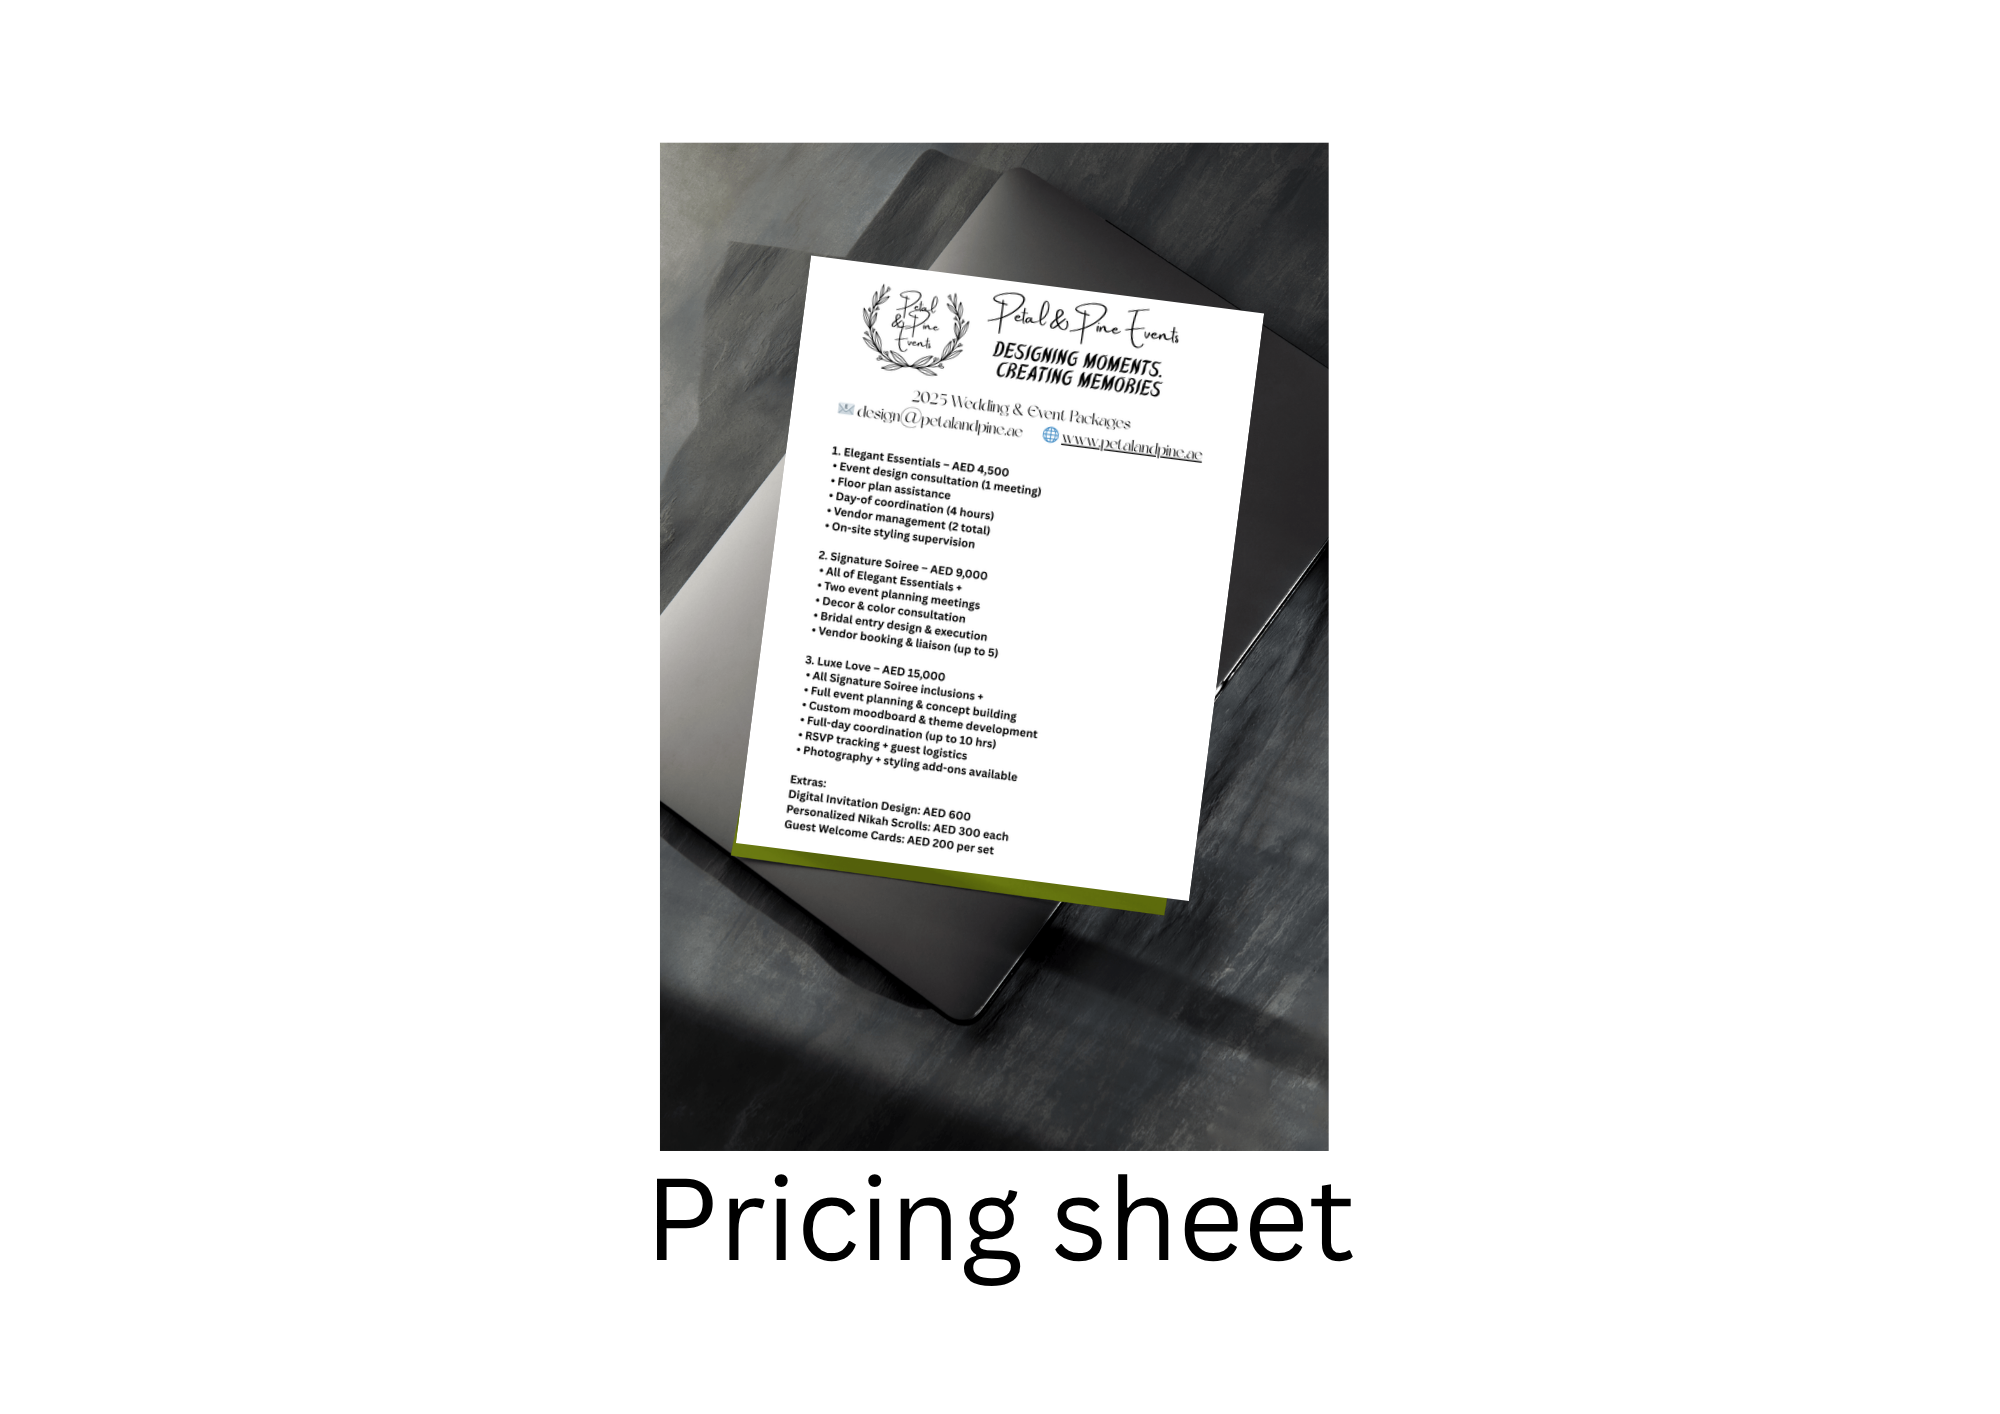 Petal
& Pine
Events
Petal & Pine Events
DESIGNING MOMENTS.
CREATING MEMORIES
2025 Wedding & Event Packages
design@petalandpine.ae www.petalandpine.ae
1. Elegant Essentials – AED 4,500
• Event design consultation (1 meeting)
• Floor plan assistance
• Day-of coordination (4 hours)
• Vendor management (2 total)
• On-site styling supervision
2. Signature Soiree – AED 9,000
• All of Elegant Essentials +
• Two event planning meetings
• Decor & color consultation
• Bridal entry design & execution
• Vendor booking & liaison (up to 5)
3. Luxe Love – AED 15,000
• All Signature Soiree inclusions +
• Full event planning & concept building
• Custom moodboard & theme development
• Full-day coordination (up to 10 hrs)
• RSVP tracking + guest logistics
• Photography + styling add-ons available
Extras:
Digital Invitation Design: AED 600
Personalized Nikah Scrolls: AED 300 each
Guest Welcome Cards: AED 200 per set
Pricing sheet